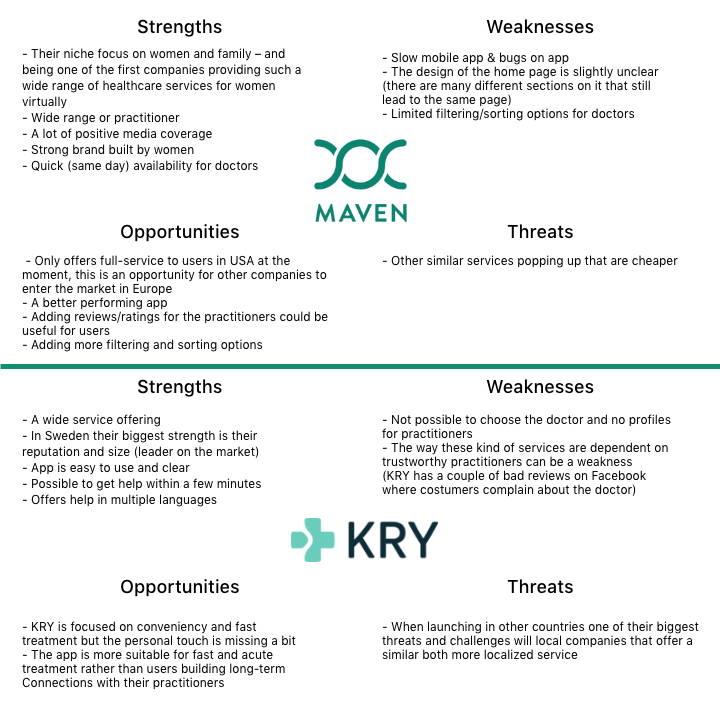 Strengths
- Their niche focus on women and family – and
being one of the first companies providing such a
wide range of healthcare services for women
virtually
- Wide range or practitioner
- A lot of positive media coverage
- Strong brand built by women
- Quick (same day) availability for doctors
Weaknesses
- Slow mobile app & bugs on app
- The design of the home page is slightly unclear
(there are many different sections on it that still
lead to the same page)
- Limited filtering/sorting options for doctors
MAVEN
Opportunities
- Only offers full-service to users in USA at the
moment, this is an opportunity for other companies to
enter the market in Europe
- A better performing app
- Adding reviews/ratings for the practitioners could be
useful for users
- Adding more filtering and sorting options
Threats
- Other similar services popping up that are cheaper
Strengths
- A wide service offering
- In Sweden their biggest strength is their
reputation and size (leader on the market)
- App is easy to use and clear
- Possible to get help within a few minutes
- Offers help in multiple languages
Weaknesses
- Not possible to choose the doctor and no profiles
for practitioners
- The way these kind of services are dependent on
trustworthy practitioners can be a weakness
(KRY has a couple of bad reviews on Facebook
where costumers complain about the doctor)
KRY
Opportunities
- KRY is focused on conveniency and fast
treatment but the personal touch is missing a bit
- The app is more suitable for fast and acute
treatment rather than users building long-term
Connections with their practitioners
Threats
- When launching in other countries one of their biggest
threats and challenges will local companies that offer a
similar both more localized service